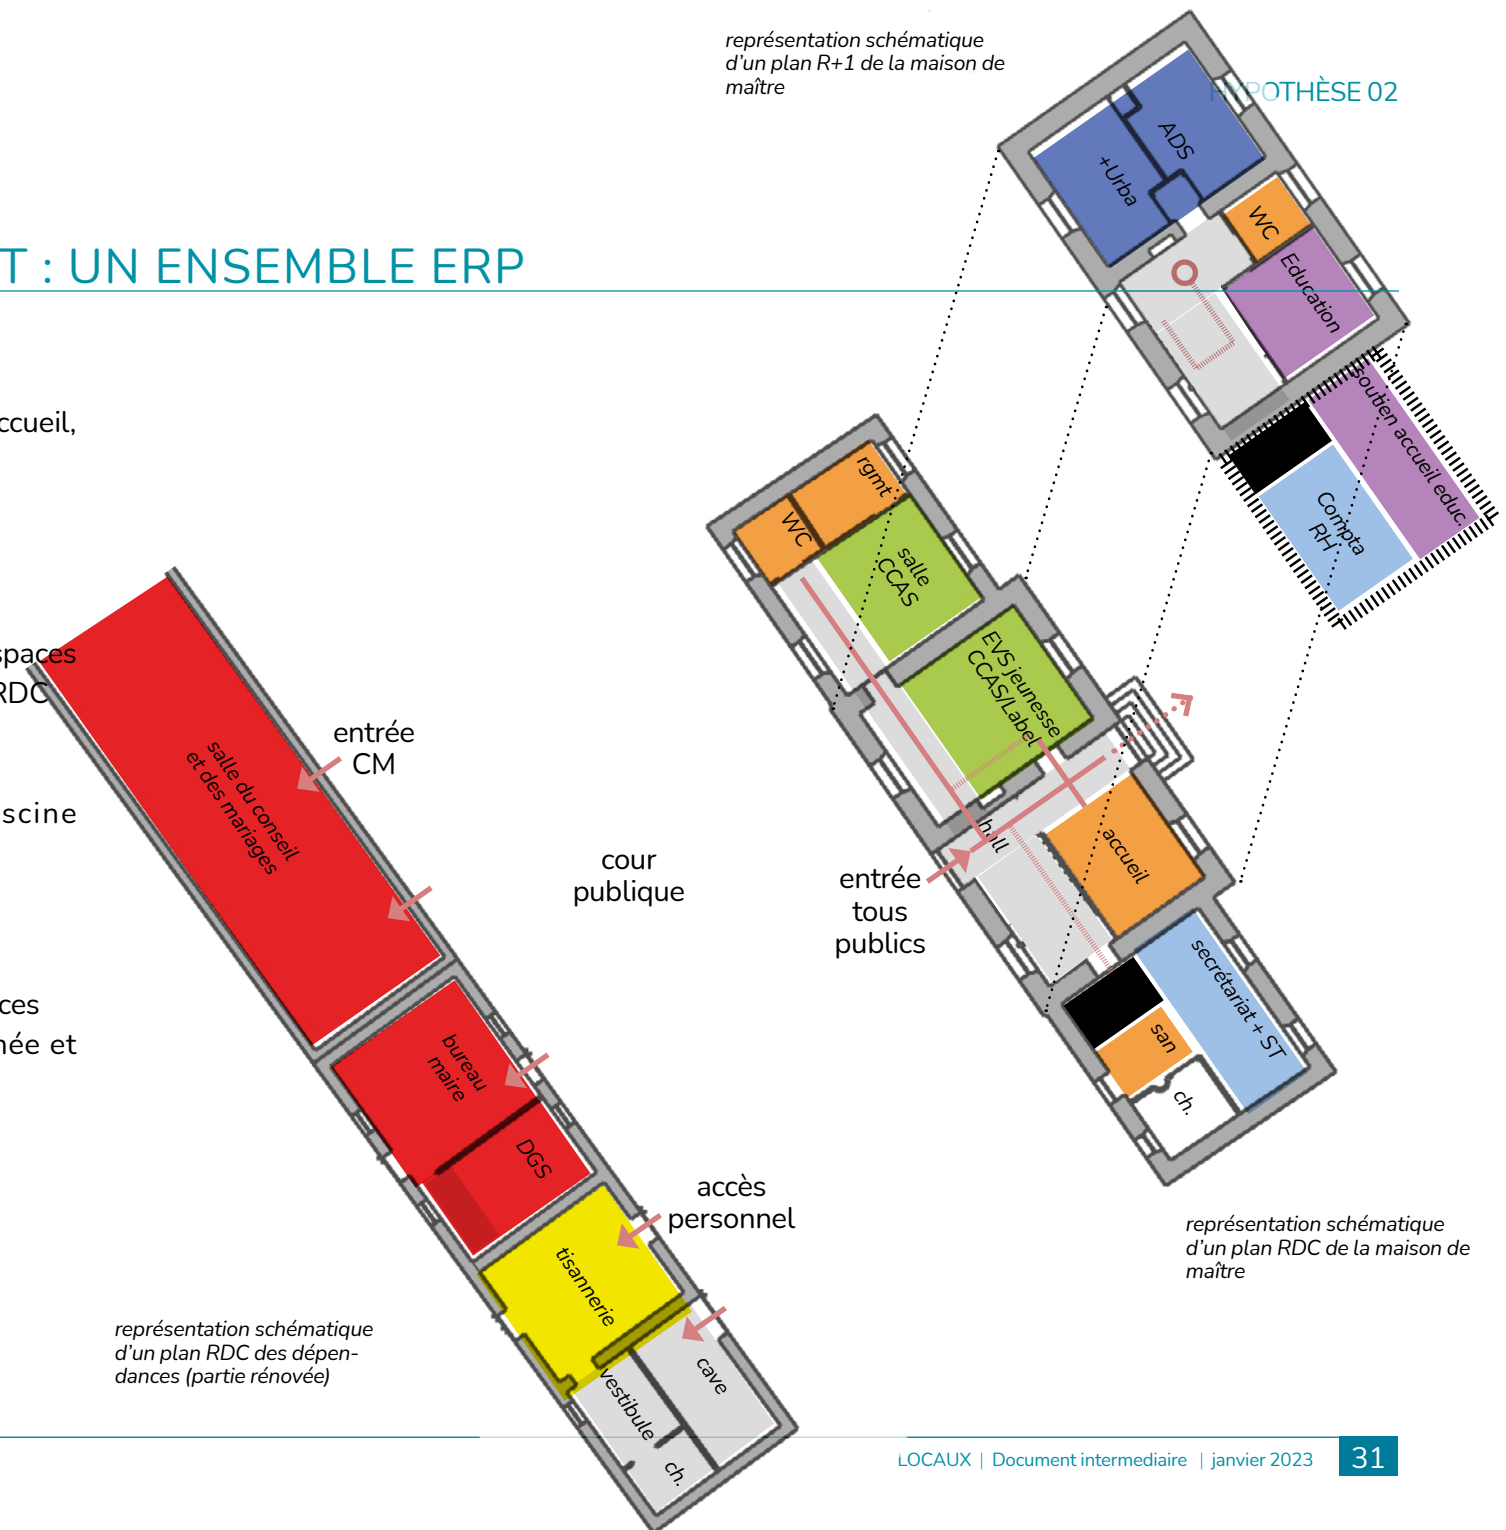 représentation schématique
d'un plan R+1 de la maison de
maître
HYPOTHÈSE 02
T : UN ENSEMBLE ERP
ccueil,
spaces
RDC
scine
ces
née et
ADS
+Urba
WC
Education
soutien accueil educ
Compta
RH
rgmt
WC
salle
CCAS
EVS jeunesse
CCAS/Label
hall
accueil
secrétariat + ST
san
ch.
entrée
CM
salle du conseil
et des mariages
cour
publique
entrée
tous
publics
bureau
maire
DGS
accès
personnel
tisannerie
cave
vestibule
ch.
représentation schématique
d'un plan RDC de la maison de
maître
représentation schématique
d'un plan RDC des dépen-
dances (partie rénovée)
LOCAUX | Document intermediaire | janvier 2023
31